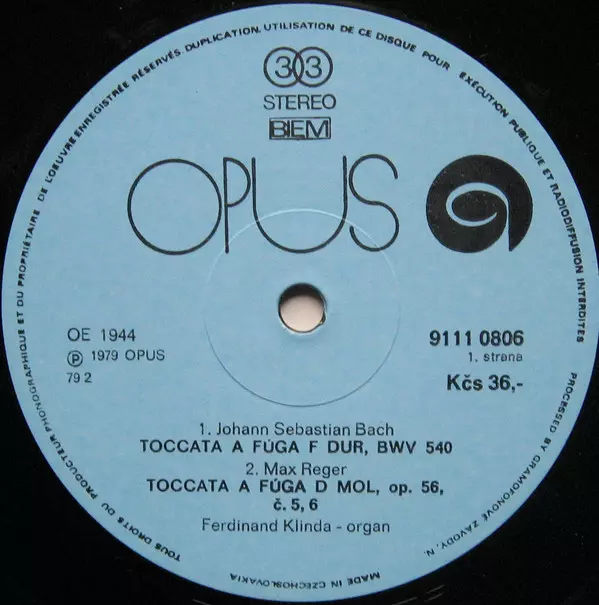 TOUS DROITS DU PRODUCTEUR PHONOGRAPHIQUE ET DU PROPRIÉTAIRE DE L'OEUVRE ENREGISTRÉE RÉSERVÉS. DUPLICATION, UTILISATION DE CE DISQUE POUR EXÉCUTION PUBLIQUE ET RADIODIFFUSION INTERDITES
PROCESSED BY GRAMOFONOVÉ ZÁVODY, N.
MADE IN CZECHOSLOVAKIA
33
STEREO
BIEM
OPUS
OE 1944
℗ 1979 OPUS
79 2
9111 0806
1. strana
Kčs 36,-
1. Johann Sebastian Bach
TOCCATA A FÚGA F DUR, BWV 540
2. Max Reger
TOCCATA A FÚGA D MOL, op. 56,
č. 5, 6
Ferdinand Klinda - organ